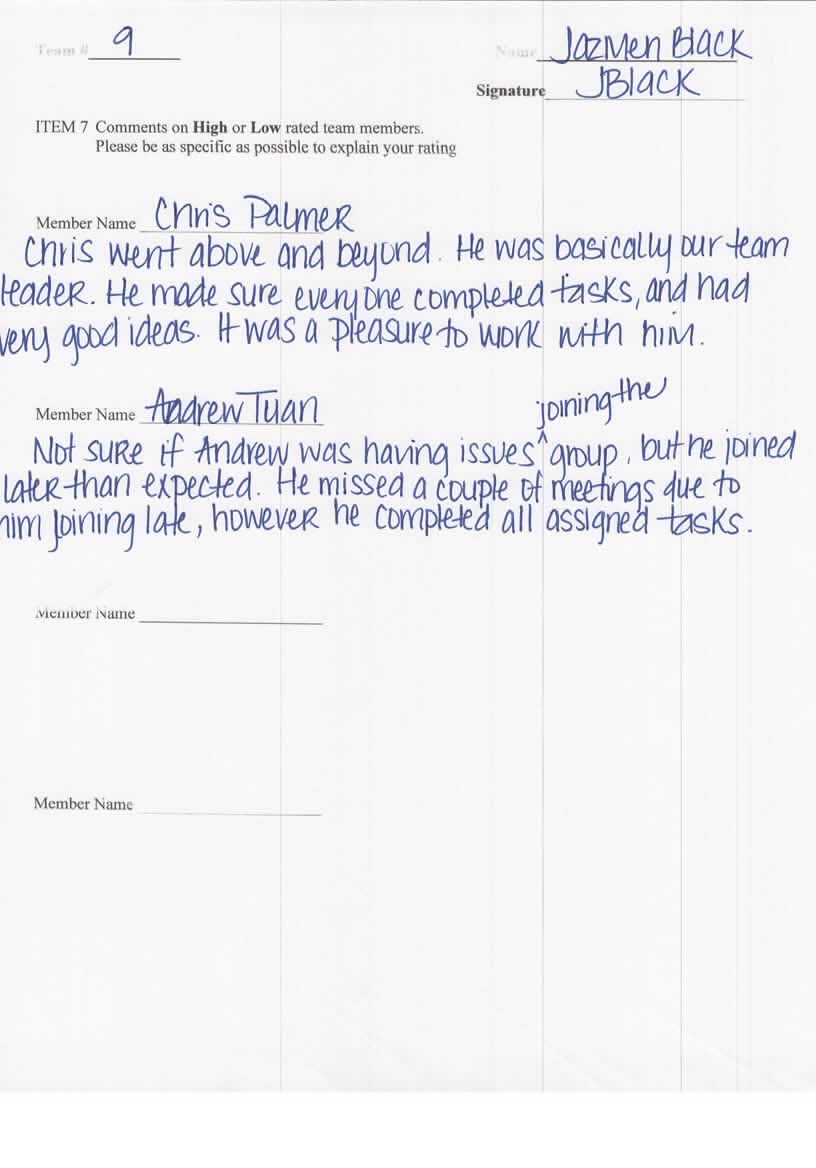 Team # 9 Name Jazmen Black
Signature JBlack
ITEM 7 Comments on High or Low rated team members.
Please be as specific as possible to explain your rating
Member Name Chris Palmer
Chris went above and beyond. He was basically our team
leader. He made sure everyone completed tasks, and had
very good ideas. It was a pleasure to work with him.
Member Name Andrew Tuan
joining the
Not sure if Andrew was having issues ^ group, but he joined
later than expected. He missed a couple of meetings due to
him joining late, however he completed all assigned tasks.
Member Name
Member Name